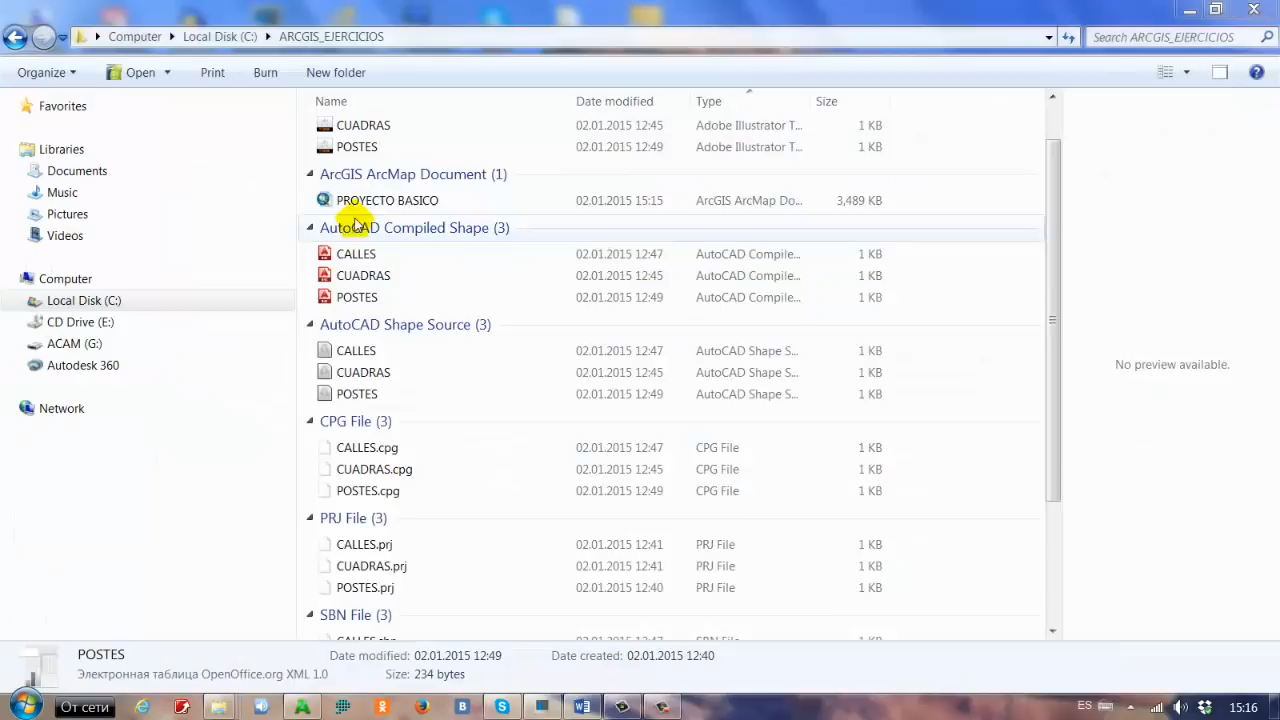 Computer
Local Disk (C:)
ARCGIS_EJERCICIOS
Search ARCGIS_EJERCICIOS
Organize
Open
Print
Burn
New folder
Favorites
Libraries
Documents
Music
Pictures
Videos
Computer
Local Disk (C:)
CD Drive (E:)
ACAM (G:)
Autodesk 360
Network
Name Date modified Type Size
CUADRAS 02.01.2015 12:45 Adobe Illustrator T... 1 KB
POSTES 02.01.2015 12:49 Adobe Illustrator T... 1 KB
ArcGIS ArcMap Document (1)
PROYECTO BASICO 02.01.2015 15:15 ArcGIS ArcMap Do... 3,489 KB
AutoCAD Compiled Shape (3)
CALLES 02.01.2015 12:47 AutoCAD Compile... 1 KB
CUADRAS 02.01.2015 12:45 AutoCAD Compile... 1 KB
POSTES 02.01.2015 12:49 AutoCAD Compile... 1 KB
AutoCAD Shape Source (3)
CALLES 02.01.2015 12:47 AutoCAD Shape S... 1 KB
CUADRAS 02.01.2015 12:45 AutoCAD Shape S... 1 KB
POSTES 02.01.2015 12:49 AutoCAD Shape S... 1 KB
CPG File (3)
CALLES.cpg 02.01.2015 12:47 CPG File 1 KB
CUADRAS.cpg 02.01.2015 12:45 CPG File 1 KB
POSTES.cpg 02.01.2015 12:49 CPG File 1 KB
PRJ File (3)
CALLES.prj 02.01.2015 12:41 PRJ File 1 KB
CUADRAS.prj 02.01.2015 12:41 PRJ File 1 KB
POSTES.prj 02.01.2015 12:40 PRJ File 1 KB
SBN File (3)
No preview available.
POSTES Date modified: 02.01.2015 12:49 Date created: 02.01.2015 12:40
Электронная таблица OpenOffice.org XML 1.0 Size: 234 bytes
От сети
ES
15:16